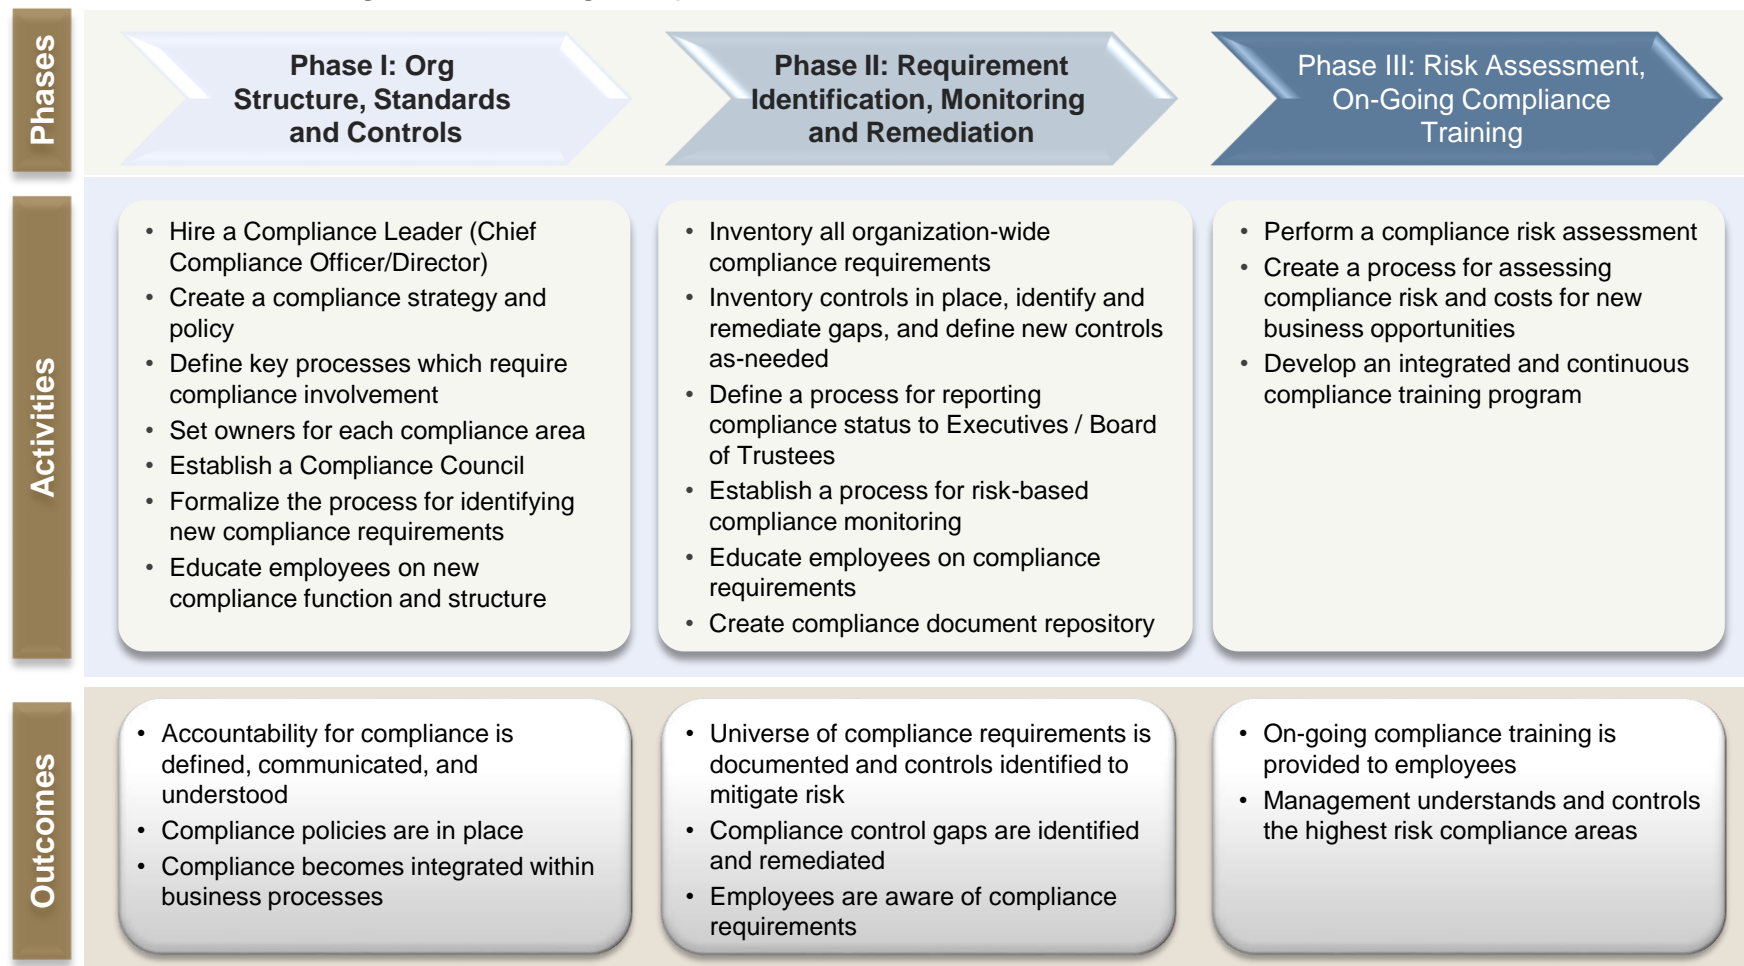 Phases
Phase I: Org
Structure, Standards
and Controls
Phase II: Requirement
Identification, Monitoring
and Remediation
Phase III: Risk Assessment,
On-Going Compliance
Training
Activities
• Hire a Compliance Leader (Chief
Compliance Officer/Director)
• Create a compliance strategy and
policy
• Define key processes which require
compliance involvement
• Set owners for each compliance area
• Establish a Compliance Council
• Formalize the process for identifying
new compliance requirements
• Educate employees on new
compliance function and structure
• Inventory all organization-wide
compliance requirements
• Inventory controls in place, identify and
remediate gaps, and define new controls
as-needed
• Define a process for reporting
compliance status to Executives / Board
of Trustees
• Establish a process for risk-based
compliance monitoring
• Educate employees on compliance
requirements
• Create compliance document repository
• Perform a compliance risk assessment
• Create a process for assessing
compliance risk and costs for new
business opportunities
• Develop an integrated and continuous
compliance training program
Outcomes
• Accountability for compliance is
defined, communicated, and
understood
• Compliance policies are in place
• Compliance becomes integrated within
business processes
• Universe of compliance requirements is
documented and controls identified to
mitigate risk
• Compliance control gaps are identified
and remediated
• Employees are aware of compliance
requirements
• On-going compliance training is
provided to employees
• Management understands and controls
the highest risk compliance areas